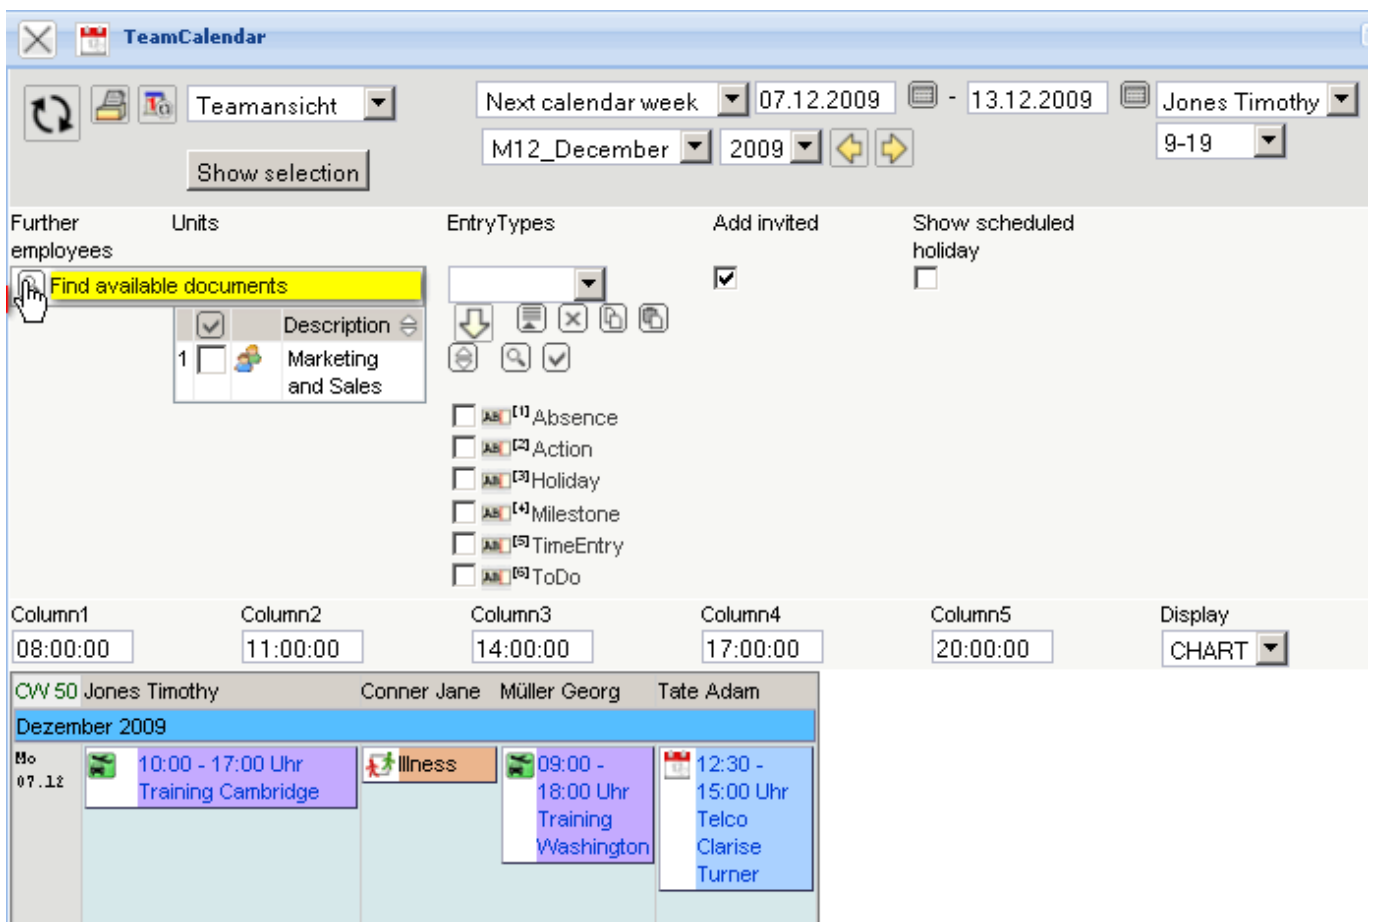 TeamCalendar
Teamansicht
Next calendar week
07.12.2009
-
13.12.2009
Jones Timothy
M12_December
2009
9-19
Show selection
Further
employees
Units
EntryTypes
Add invited
Show scheduled
holiday
Find available documents
Description
1
Marketing
and Sales
[1] Absence
[2] Action
[3] Holiday
[4] Milestone
[5] TimeEntry
[6] ToDo
Column1
Column2
Column3
Column4
Column5
Display
08:00:00
11:00:00
14:00:00
17:00:00
20:00:00
CHART
CW 50
Jones Timothy
Conner Jane
Müller Georg
Tate Adam
Dezember 2009
Mo
07.12
10:00 - 17:00 Uhr
Training Cambridge
Illness
09:00 -
18:00 Uhr
Training
Washington
12:30 -
15:00 Uhr
Telco
Clarise
Turner